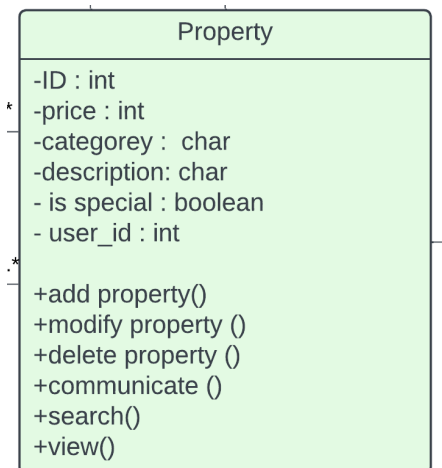 Property
-ID : int
-price : int
-categorey :  char
-description: char
- is special : boolean
- user_id : int
+add property()
+modify property ()
+delete property ()
+communicate ()
+search()
+view()
*
.*